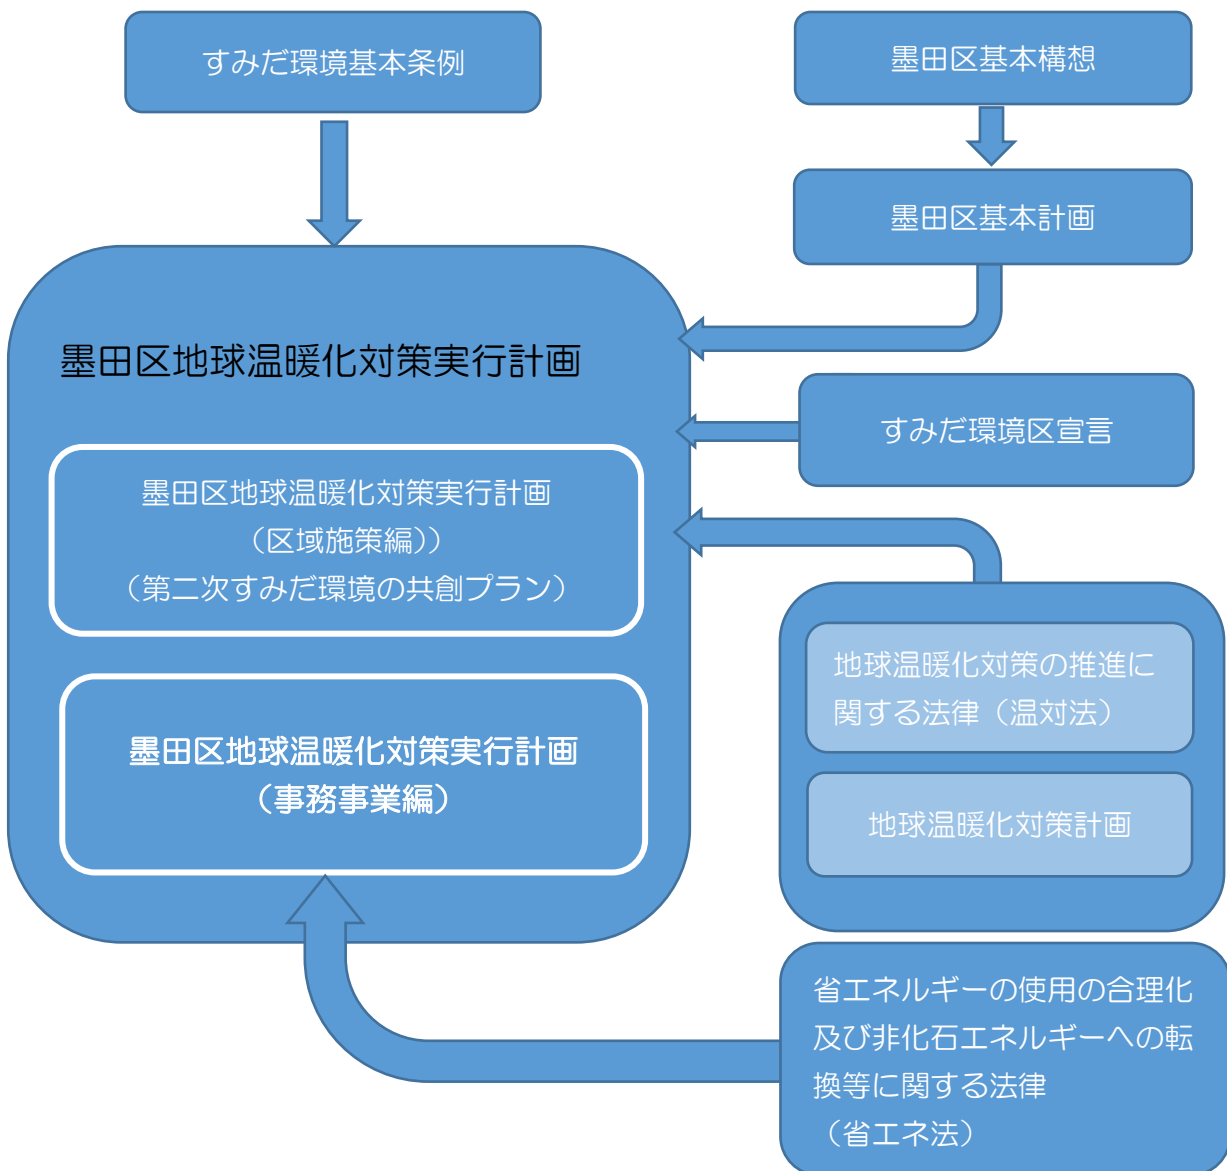 すみだ環境基本条例
墨田区基本構想
墨田区基本計画
墨田区地球温暖化対策実行計画
すみだ環境区宣言
墨田区地球温暖化対策実行計画
（区域施策編））
（第二次すみだ環境の共創プラン）
地球温暖化対策の推進に
関する法律（温対法）
墨田区地球温暖化対策実行計画
（事務事業編）
地球温暖化対策計画
省エネルギーの使用の合理化
及び非化石エネルギーへの転
換等に関する法律
（省エネ法）